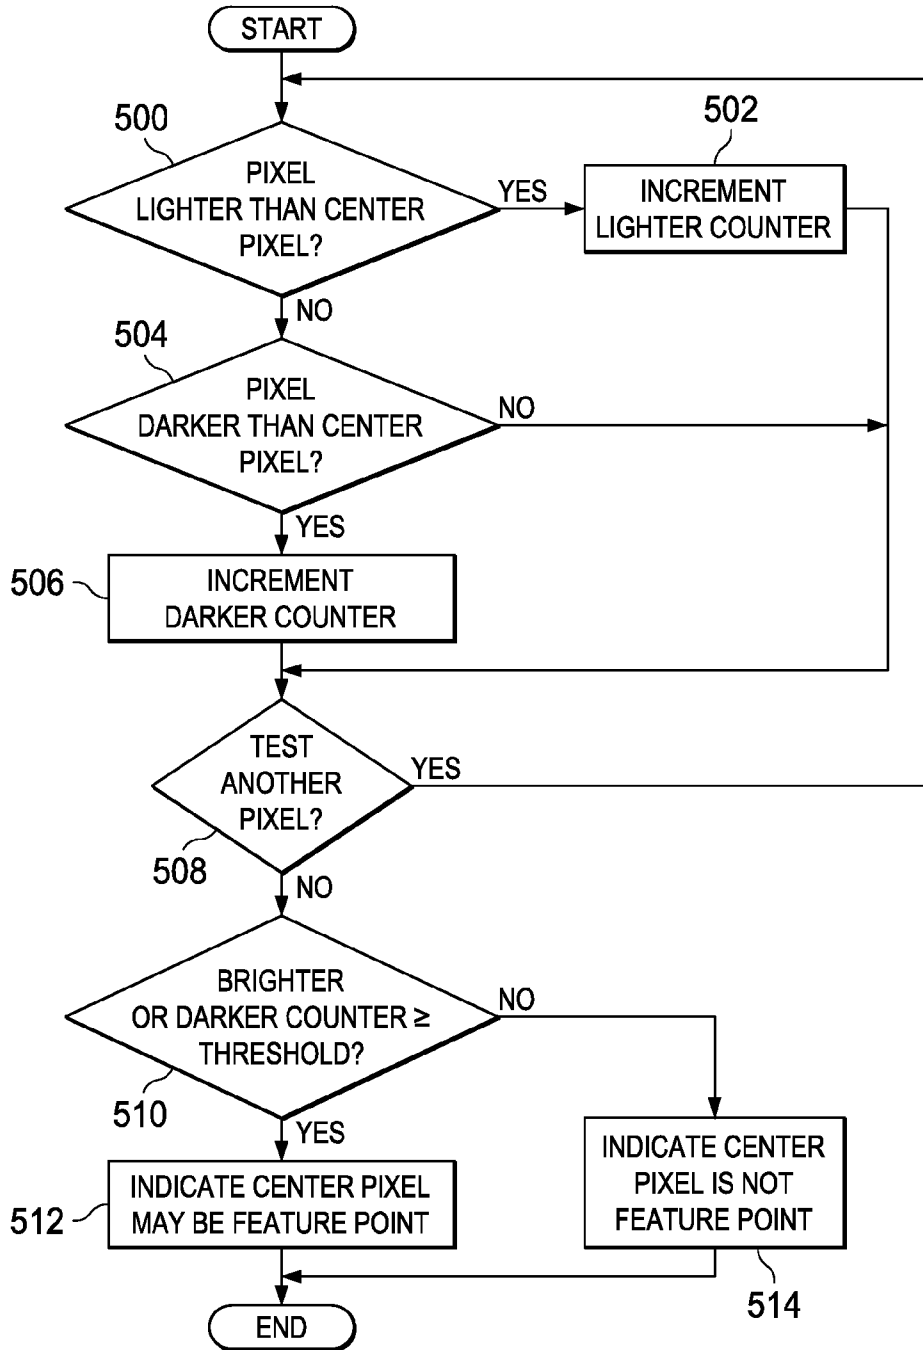 START
500
PIXEL
LIGHTER THAN CENTER
PIXEL?
YES
502
INCREMENT
LIGHTER COUNTER
NO
504
PIXEL
DARKER THAN CENTER
PIXEL?
NO
YES
506
INCREMENT
DARKER COUNTER
TEST
ANOTHER
PIXEL?
YES
508
NO
BRIGHTER
OR DARKER COUNTER ≥
THRESHOLD?
NO
510
YES
512
INDICATE CENTER PIXEL
MAY BE FEATURE POINT
INDICATE CENTER
PIXEL IS NOT
FEATURE POINT
514
END